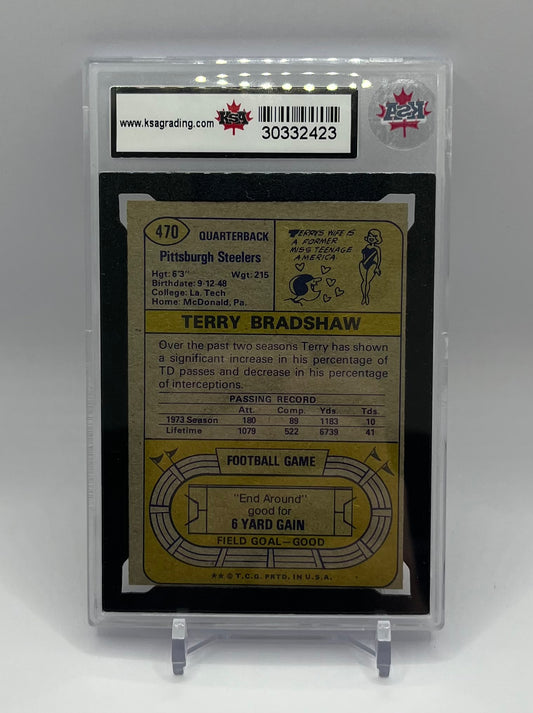 www.ksagrading.com
KSA
30332423
KSA
470
QUARTERBACK
Pittsburgh Steelers
Hgt: 6'3" Wgt: 215
Birthdate: 9-12-48
College: La. Tech
Home: McDonald, Pa.
TERRY'S WIFE IS
A FORMER
MISS TEENAGE
AMERICA
TERRY BRADSHAW
Over the past two seasons Terry has shown
a significant increase in his percentage of
TD passes and decrease in his percentage
of interceptions.
PASSING RECORD
Att. Comp. Yds. Tds.
1973 Season 180 89 1183 10
Lifetime 1079 522 6739 41
FOOTBALL GAME
"End Around"
good for
6 YARD GAIN
FIELD GOAL—GOOD
★★ © T.C.G. PRTD. IN U.S.A.